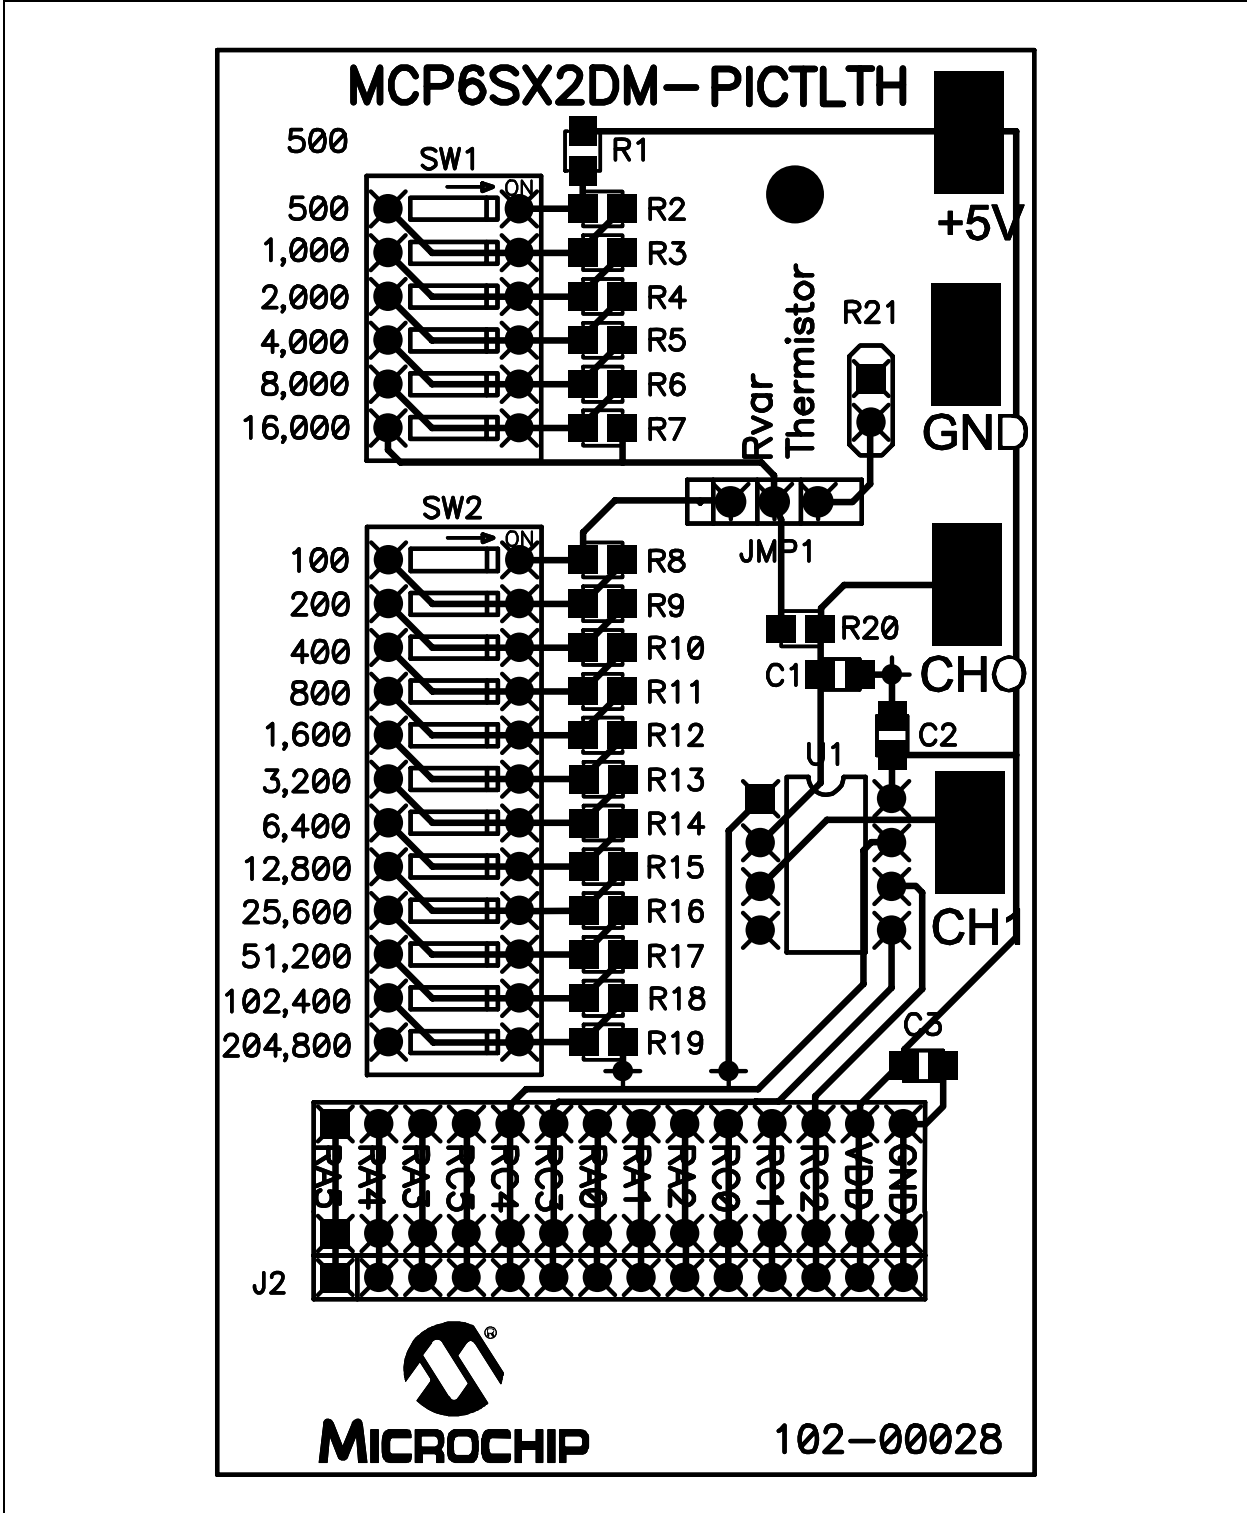 MCP6SX2DM-PICTLTH
500
R1
SW1
ON
+5V
500
R2
1,000
R3
2,000
R4
4,000
R5
8,000
R6
16,000
R7
Rvar
Thermistor
R21
GND
SW2
ON
JMP1
100
R8
200
R9
400
R10
800
R11
1,600
R12
3,200
R13
6,400
R14
12,800
R15
25,600
R16
51,200
R17
102,400
R18
204,800
R19
R20
C1
CH0
C2
U1
CH1
C3
RA5
RA4
RA3
RC5
RC4
RC3
RA0
RA1
RA2
RC0
RC1
RC2
VDD
GND
J2
®
MICROCHIP
102-00028